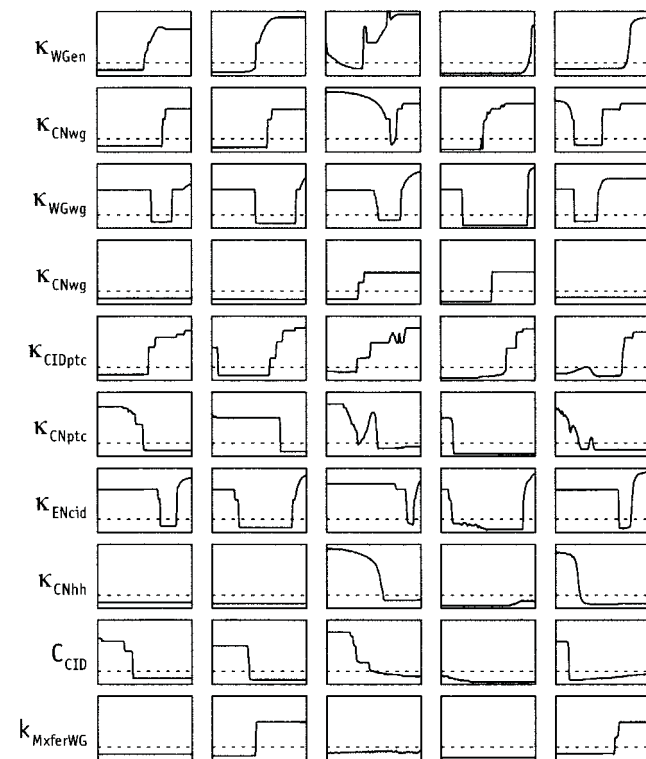 κWGen
κCNwg
κWGwg
κCNwg
κCIDptc
κCNptc
κENcid
κCNhh
CCID
kMxferWG